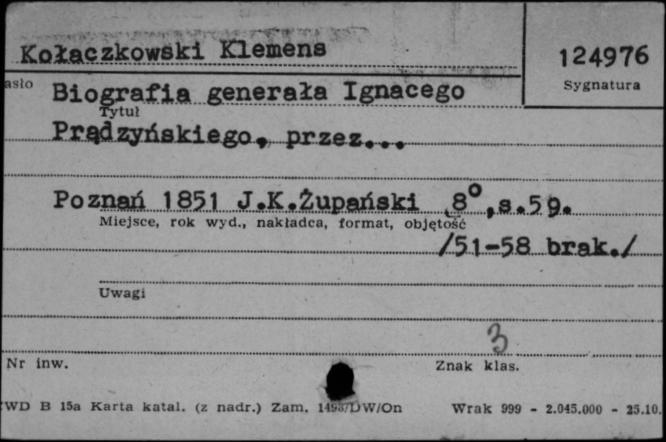 Kołaczkowski Klemens
124976
asło
Sygnatura
Biografia generała Ignacego
Tytuł
Prądzyńskiego, przez...
Poznań 1851 J.K.Żupański 8°,s.59.
Miejsce, rok wyd., nakładca, format, objętość
/51-58 brak./
Uwagi
3
Nr inw.
Znak klas.
WD B 15a Karta katal. (z nadr.) Zam. 1493/DW/On Wrak 999 - 2.045.000 - 25.10.